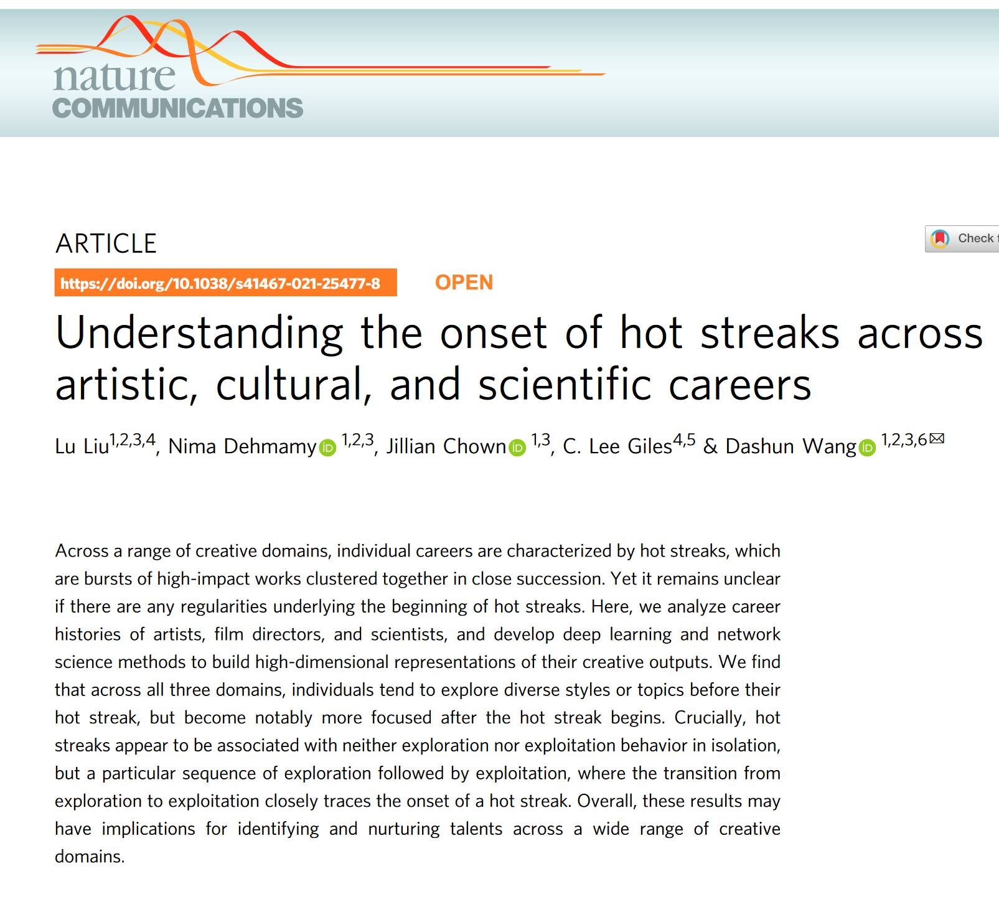 nature
COMMUNICATIONS
ARTICLE
Check
https://doi.org/10.1038/s41467-021-25477-8
OPEN
Understanding the onset of hot streaks across
artistic, cultural, and scientific careers
Lu Liu1,2,3,4, Nima Dehmamy iD 1,2,3, Jillian Chown iD 1,3, C. Lee Giles4,5 & Dashun Wang iD 1,2,3,6✉
Across a range of creative domains, individual careers are characterized by hot streaks, which
are bursts of high-impact works clustered together in close succession. Yet it remains unclear
if there are any regularities underlying the beginning of hot streaks. Here, we analyze career
histories of artists, film directors, and scientists, and develop deep learning and network
science methods to build high-dimensional representations of their creative outputs. We find
that across all three domains, individuals tend to explore diverse styles or topics before their
hot streak, but become notably more focused after the hot streak begins. Crucially, hot
streaks appear to be associated with neither exploration nor exploitation behavior in isolation,
but a particular sequence of exploration followed by exploitation, where the transition from
exploration to exploitation closely traces the onset of a hot streak. Overall, these results may
have implications for identifying and nurturing talents across a wide range of creative
domains.